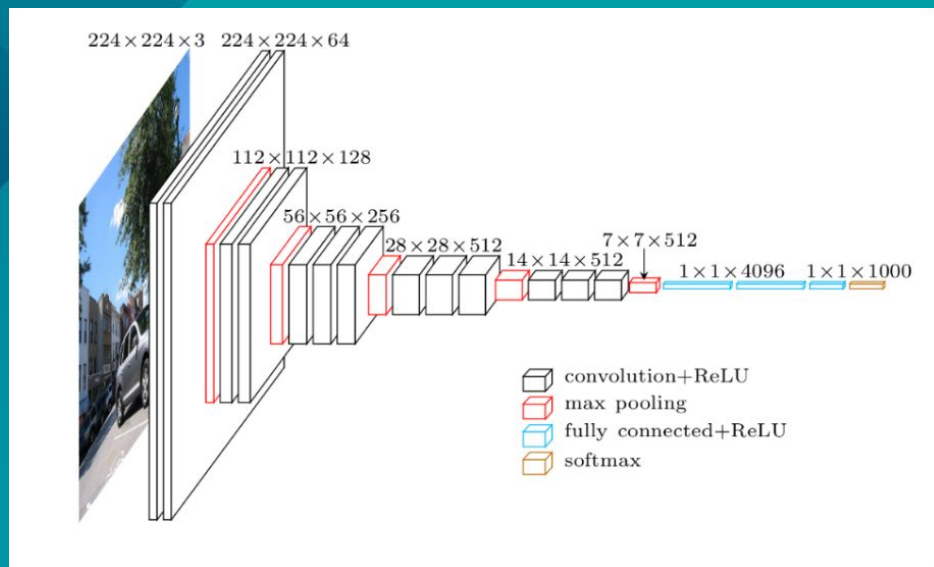 224×224×3
224×224×64
112×112×128
56×56×256
28×28×512
14×14×512
7×7×512
1×1×4096
1×1×1000
convolution+ReLU
max pooling
fully connected+ReLU
softmax